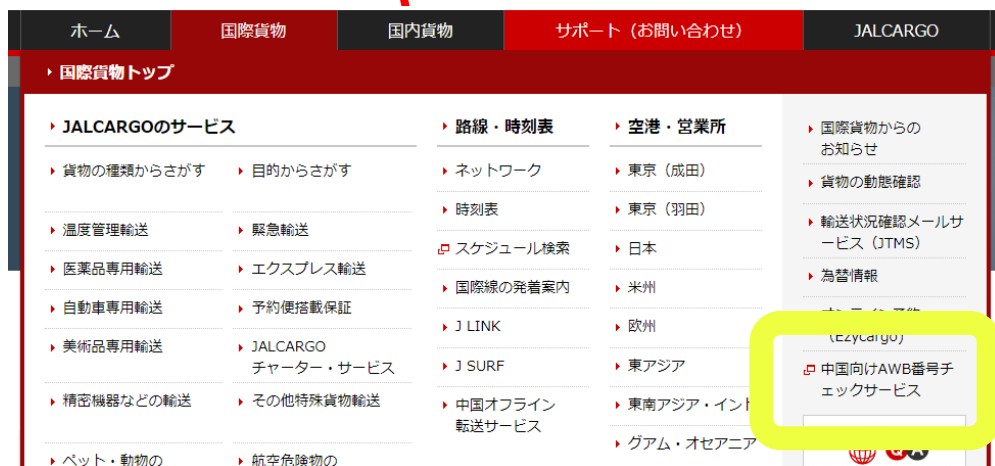 ホーム
国際貨物
国内貨物
サポート（お問い合わせ）
JALCARGO
国際貨物トップ
JALCARGOのサービス
貨物の種類からさがす
目的からさがす
温度管理輸送
緊急輸送
医薬品専用輸送
エクスプレス輸送
自動車専用輸送
予約便搭載保証
美術品専用輸送
JALCARGO
チャーター・サービス
精密機器などの輸送
その他特殊貨物輸送
ペット・動物の
航空危険物の
路線・時刻表
ネットワーク
時刻表
スケジュール検索
国際線の発着案内
J LINK
J SURF
中国オフライン
転送サービス
空港・営業所
東京（成田）
東京（羽田）
日本
米州
欧州
東アジア
東南アジア・イント
グアム・オセアニア
国際貨物からの
お知らせ
貨物の動態確認
輸送状況確認メールサ
ービス（JTMS）
為替情報
（Ezycargo）
中国向けAWB番号チ
ェックサービス
QA